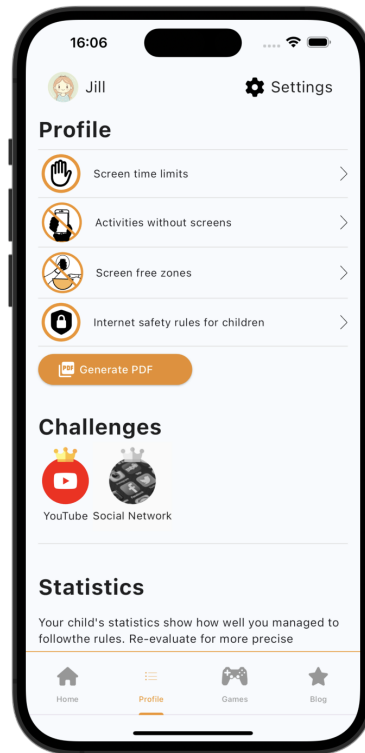 16:06
Jill
Settings
Profile
Screen time limits
Activities without screens
Screen free zones
Internet safety rules for children
PDF Generate PDF
Challenges
YouTube Social Network
Statistics
Your child's statistics show how well you managed to
followthe rules. Re-evaluate for more precise
Home Profile Games Blog